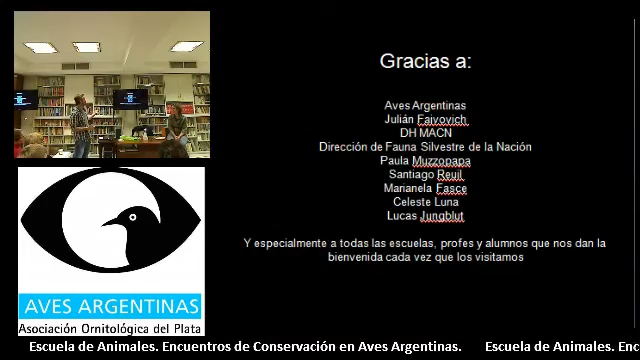 Gracias a:
Aves Argentinas
Julián Faivovich
DH MACN
Dirección de Fauna Silvestre de la Nación
Paula Muzzopapa
Santiago Reuil
Marianela Fasce
Celeste Luna
Lucas Jungblut
Y especialmente a todas las escuelas, profes y alumnos que nos dan la
bienvenida cada vez que los visitamos
AVES ARGENTINAS
Asociación Ornitológica del Plata
Escuela de Animales. Encuentros de Conservación en Aves Argentinas. Escuela de Animales. Enc